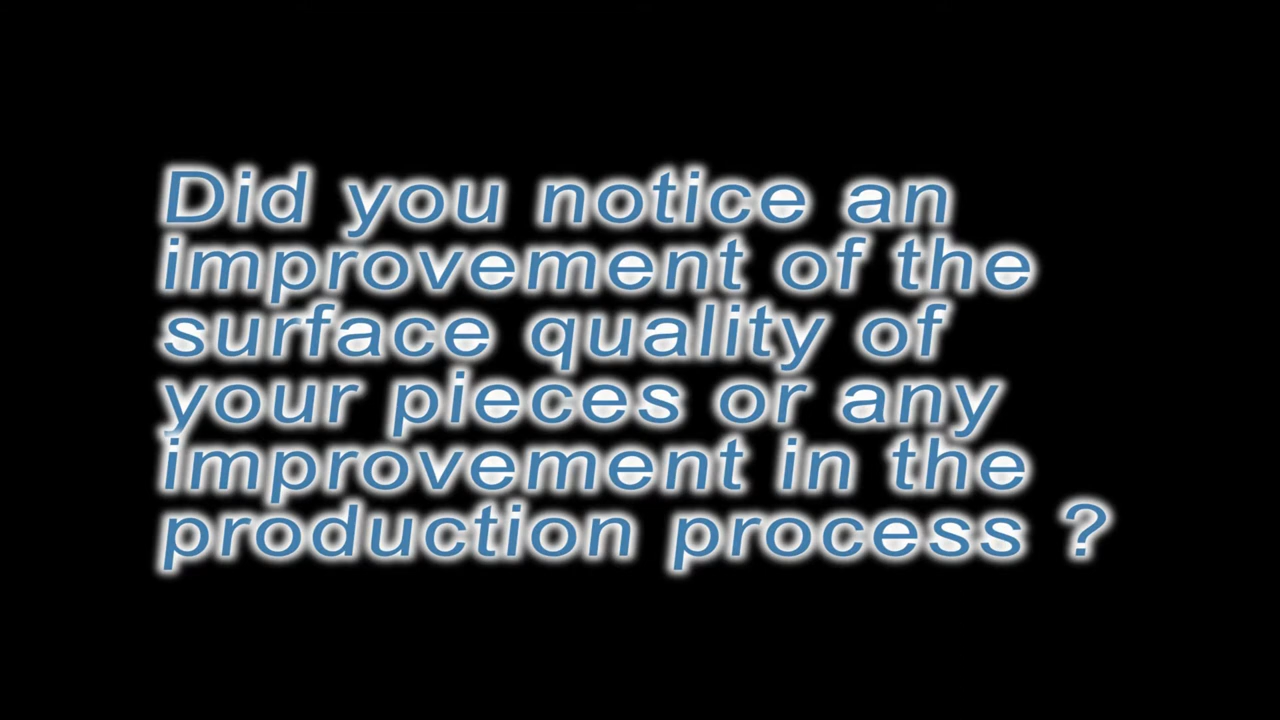 Did you notice an
improvement of the
surface quality of
your pieces or any
improvement in the
production process ?